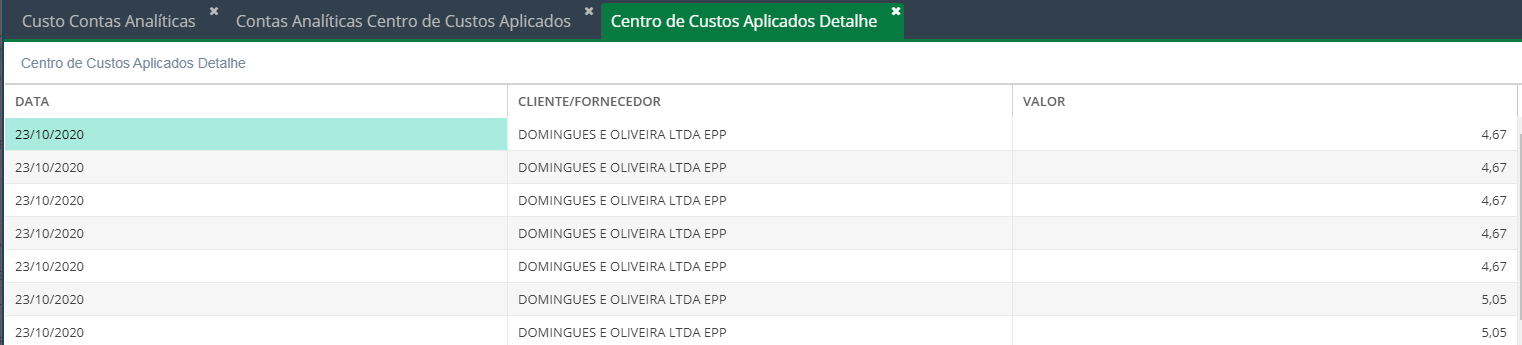 Custo Contas Analíticas Contas Analíticas Centro de Custos Aplicados Centro de Custos Aplicados Detalhe
Centro de Custos Aplicados Detalhe
DATA CLIENTE/FORNECEDOR VALOR
23/10/2020 DOMINGUES E OLIVEIRA LTDA EPP 4,67
23/10/2020 DOMINGUES E OLIVEIRA LTDA EPP 4,67
23/10/2020 DOMINGUES E OLIVEIRA LTDA EPP 4,67
23/10/2020 DOMINGUES E OLIVEIRA LTDA EPP 4,67
23/10/2020 DOMINGUES E OLIVEIRA LTDA EPP 4,67
23/10/2020 DOMINGUES E OLIVEIRA LTDA EPP 5,05
23/10/2020 DOMINGUES E OLIVEIRA LTDA EPP 5,05